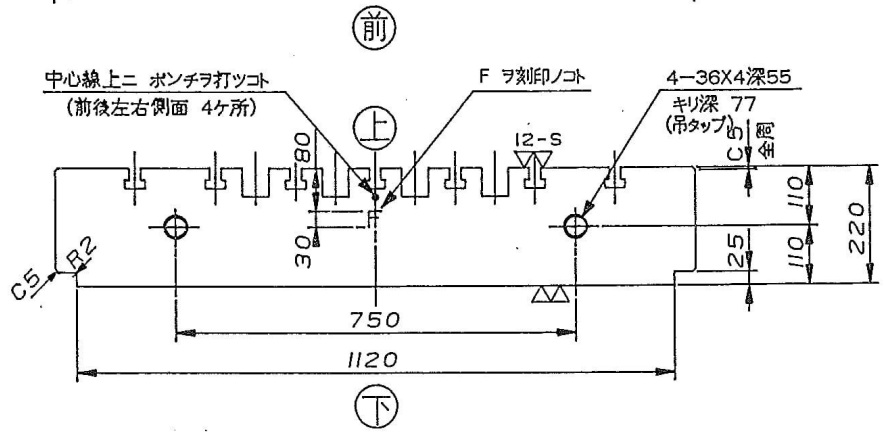 前
中心線上ニ ポンチヲ打ツコト
(前後左右側面 4ケ所)
F ヲ刻印ノコト
4-36X4深55
キリ深 77
(吊タップ)
上
12-S
C5
全周
80
30
F
110
110
25
220
C5
R2
750
1120
下